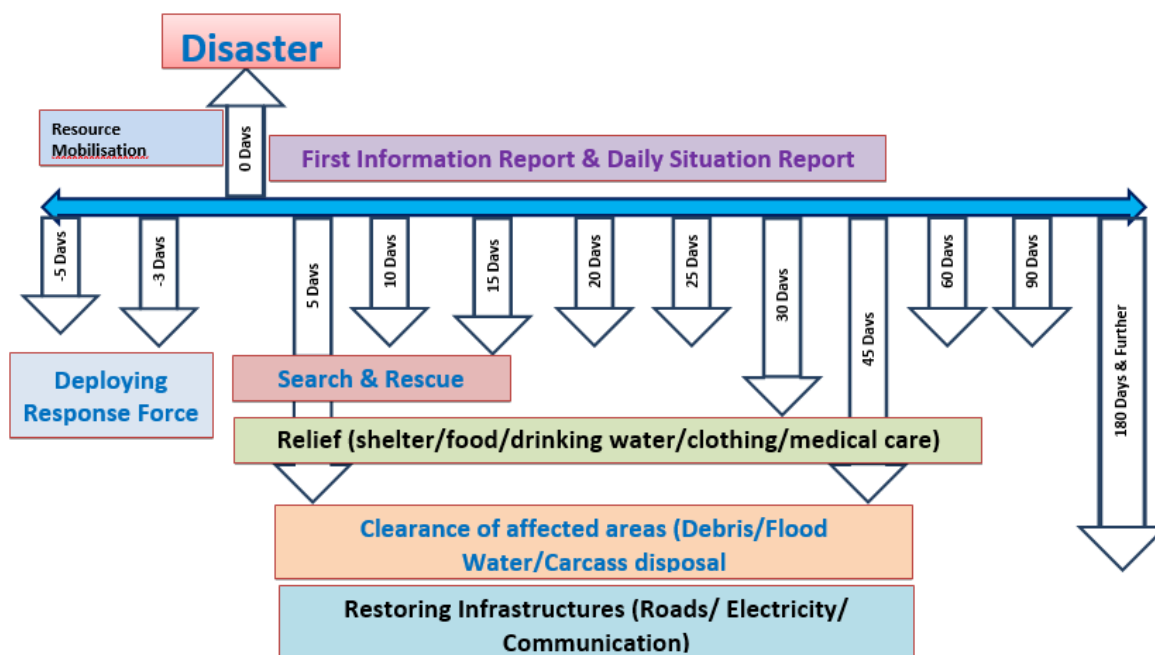 Disaster
Resource
Mobilisation
0 Days
First Information Report & Daily Situation Report
-5 Days
-3 Days
5 Days
10 Days
15 Days
20 Days
25 Days
30 Days
45 Days
60 Days
90 Days
180 Days & Further
Deploying
Response Force
Search & Rescue
Relief (shelter/food/drinking water/clothing/medical care)
Clearance of affected areas (Debris/Flood
Water/Carcass disposal
Restoring Infrastructures (Roads/ Electricity/
Communication)